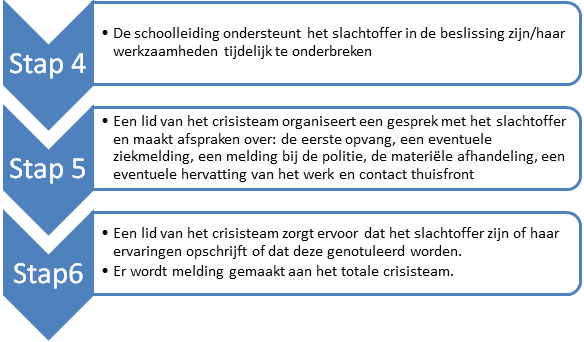 Stap 4
• De schoolleiding ondersteunt het slachtoffer in de beslissing zijn/haar
werkzaamheden tijdelijk te onderbreken
Stap 5
• Een lid van het crisisteam organiseert een gesprek met het slachtoffer
en maakt afspraken over: de eerste opvang, een eventuele
ziekmelding, een melding bij de politie, de materiële afhandeling, een
eventuele hervatting van het werk en contact thuisfront
Stap6
• Een lid van het crisisteam zorgt ervoor dat het slachtoffer zijn of haar
ervaringen opschrijft of dat deze genotuleerd worden.
• Er wordt melding gemaakt aan het totale crisisteam.